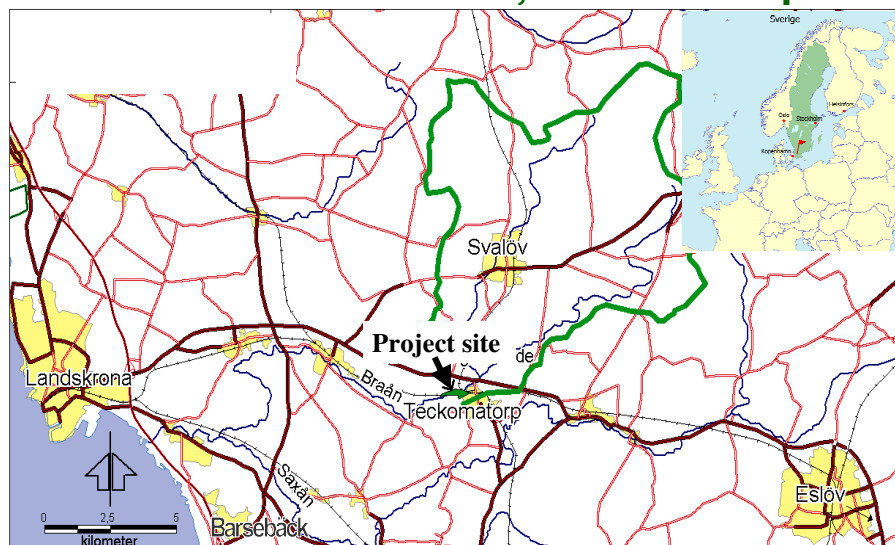 Sverige
Helsinfors
Oslo
Stockholm
Kopenhamn
Svalöv
Project site
de
Landskrona
Braån
Teckomatorp
Saxån
Eslöv
Barsebäck
0 2,5 5
kilometer